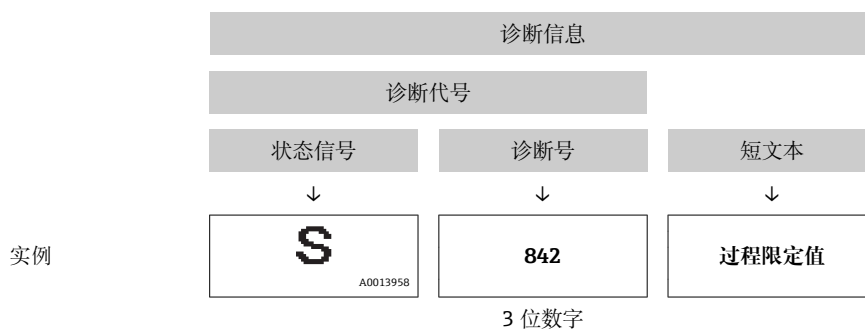 诊断信息
诊断代号
状态信号 诊断号 短文本
↓ ↓ ↓
实例 S 842 过程限定值
A0013958
3 位数字